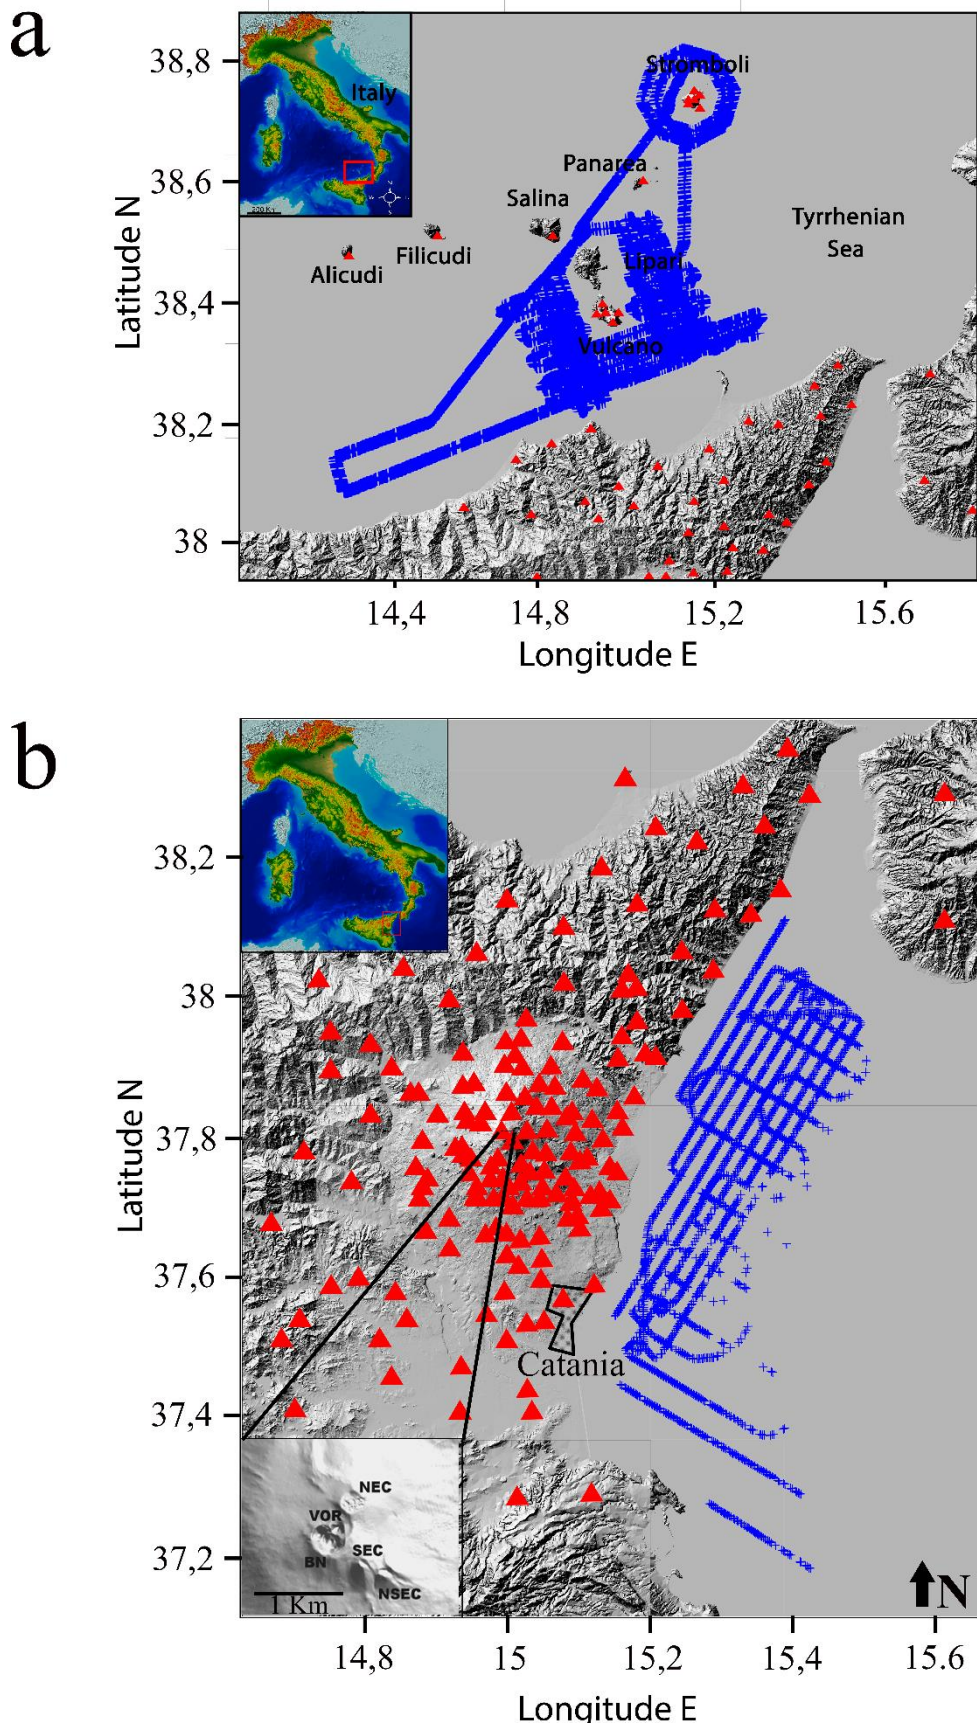 a
38,8
38,6
38,4
38,2
38
Latitude N
Italy
200 Km
Stromboli
Panarea
Salina
Filicudi
Alicudi
Lipari
Vulcano
Tyrrhenian
Sea
14,4
14,8
15,2
15.6
Longitude E
b
38,2
38
37,8
37,6
37,4
37,2
Latitude N
Catania
NEC
VOR
SEC
BN
NSEC
1 Km
N
14,8
15
15,2
15,4
15.6
Longitude E